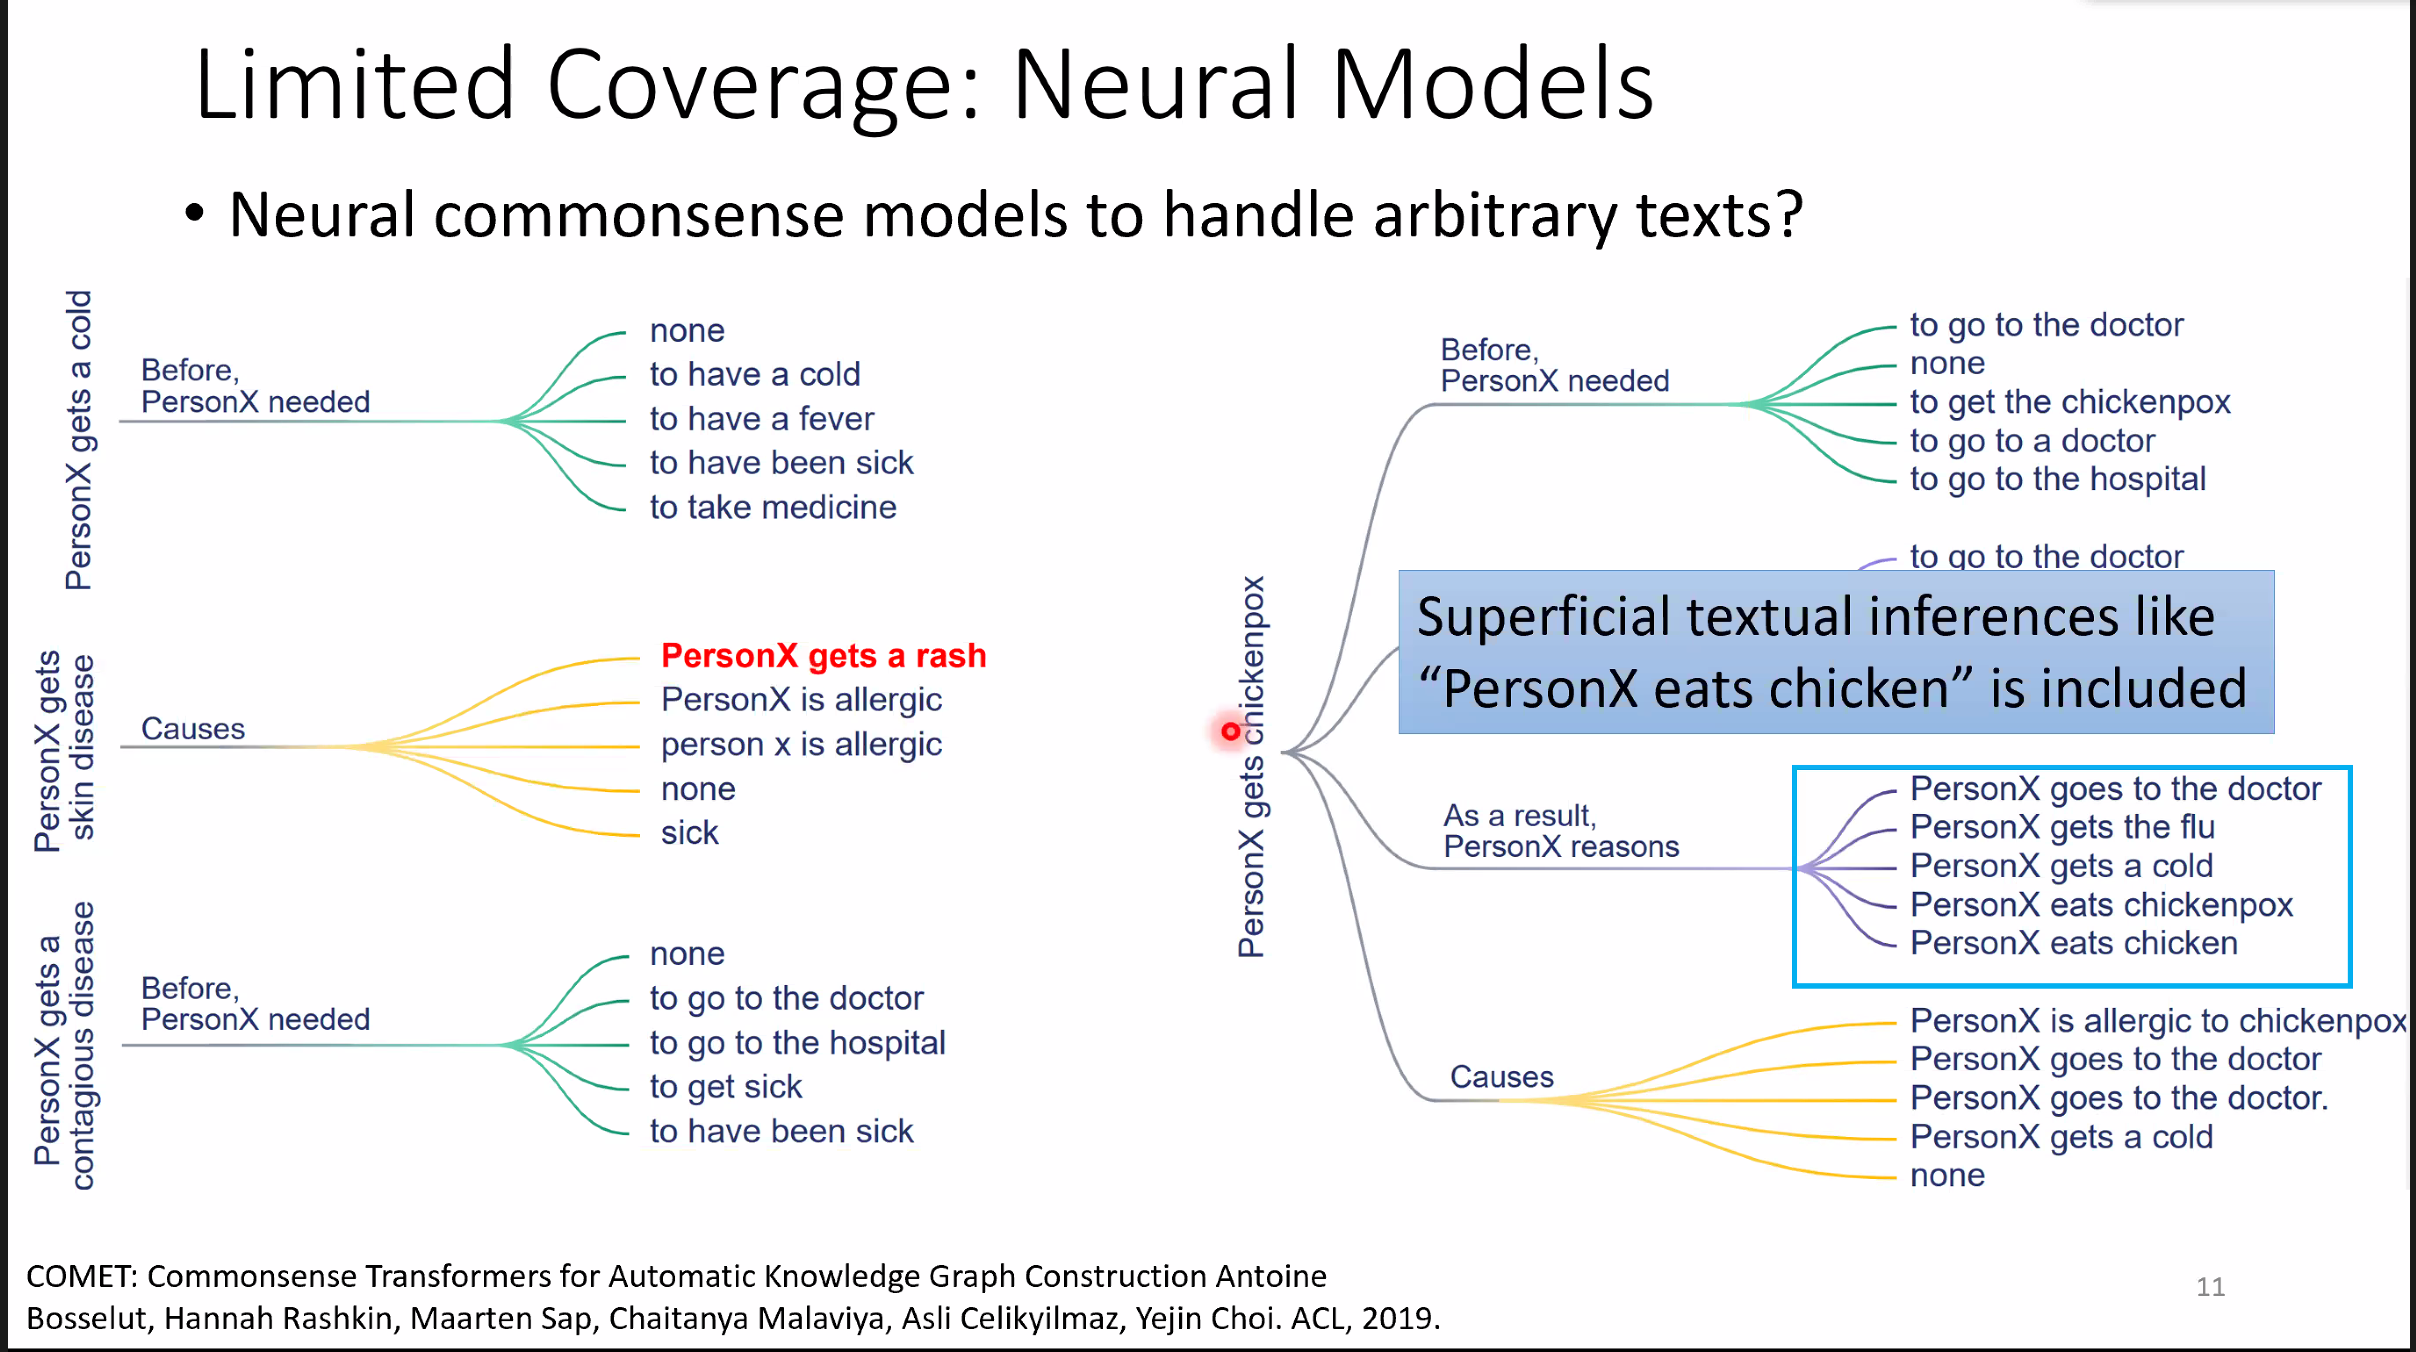 Limited Coverage: Neural Models
• Neural commonsense models to handle arbitrary texts?
PersonX gets a cold
Before,
PersonX needed
none
to have a cold
to have a fever
to have been sick
to take medicine
PersonX gets
skin disease
Causes
PersonX gets a rash
PersonX is allergic
person x is allergic
none
sick
PersonX gets a
contagious disease
Before,
PersonX needed
none
to go to the doctor
to go to the hospital
to get sick
to have been sick
PersonX gets chickenpox
Before,
PersonX needed
to go to the doctor
none
to get the chickenpox
to go to a doctor
to go to the hospital
to go to the doctor
Superficial textual inferences like
“PersonX eats chicken” is included
As a result,
PersonX reasons
PersonX goes to the doctor
PersonX gets the flu
PersonX gets a cold
PersonX eats chickenpox
PersonX eats chicken
Causes
PersonX is allergic to chickenpox
PersonX goes to the doctor
PersonX goes to the doctor.
PersonX gets a cold
none
COMET: Commonsense Transformers for Automatic Knowledge Graph Construction Antoine
Bosselut, Hannah Rashkin, Maarten Sap, Chaitanya Malaviya, Asli Celikyilmaz, Yejin Choi. ACL, 2019.
11